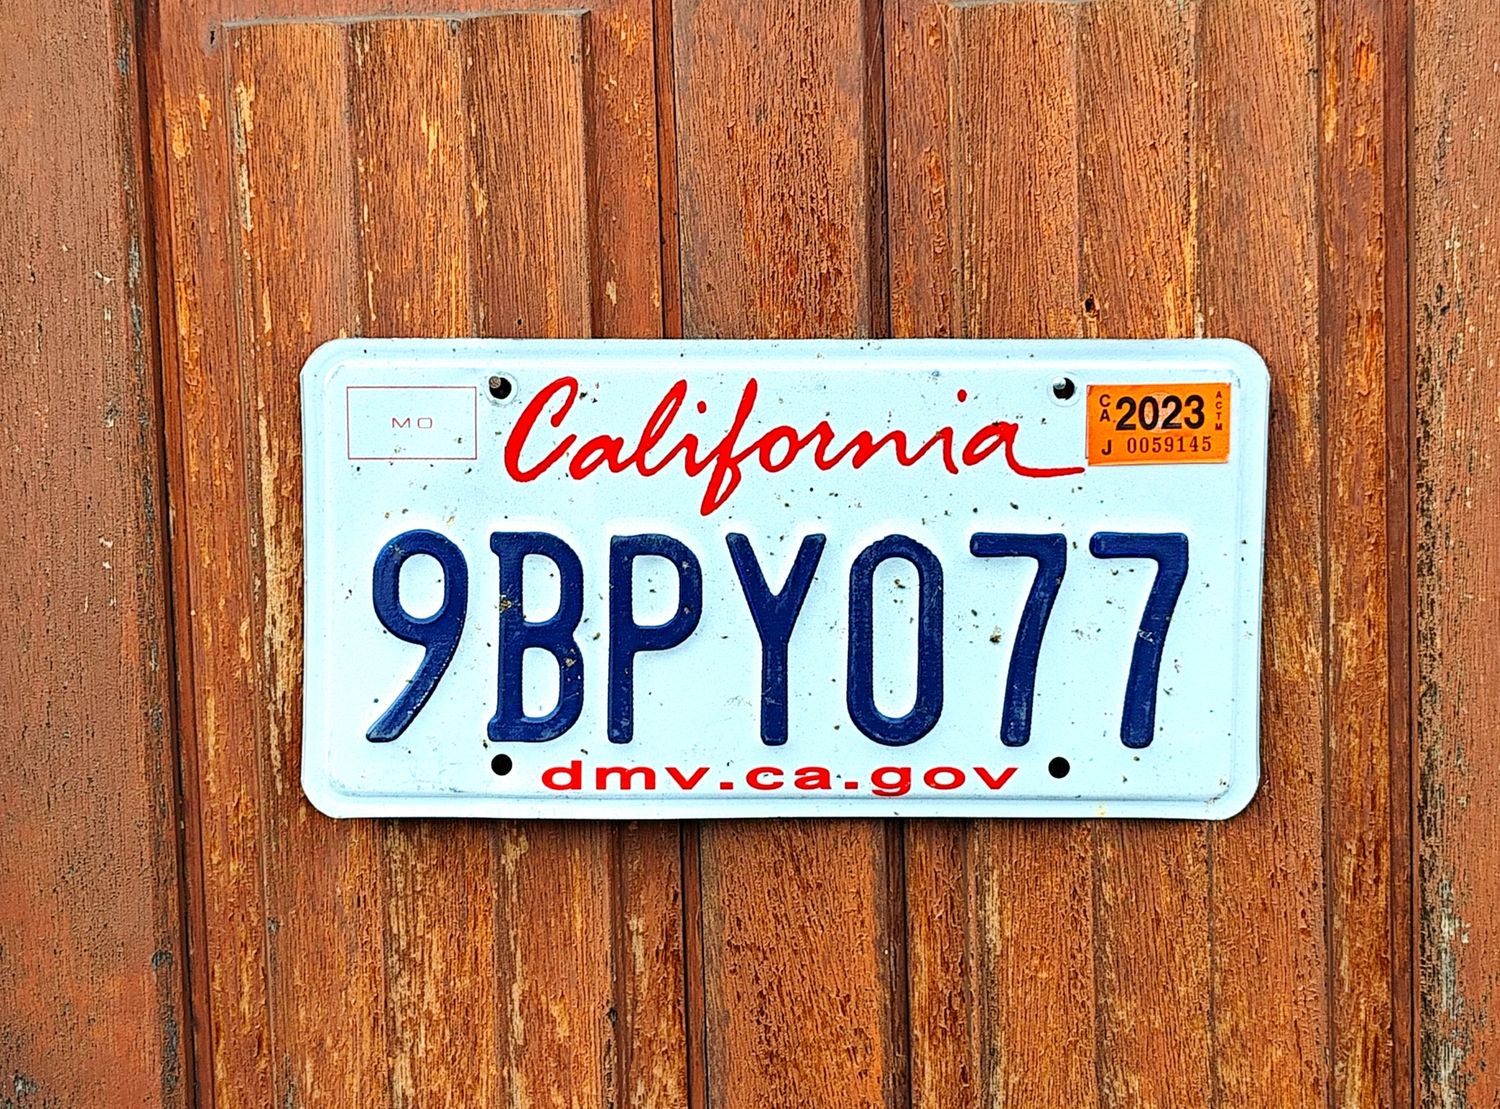 MO
California
CA 2023 ACTM
J 0059145
9BPY077
dmv.ca.gov